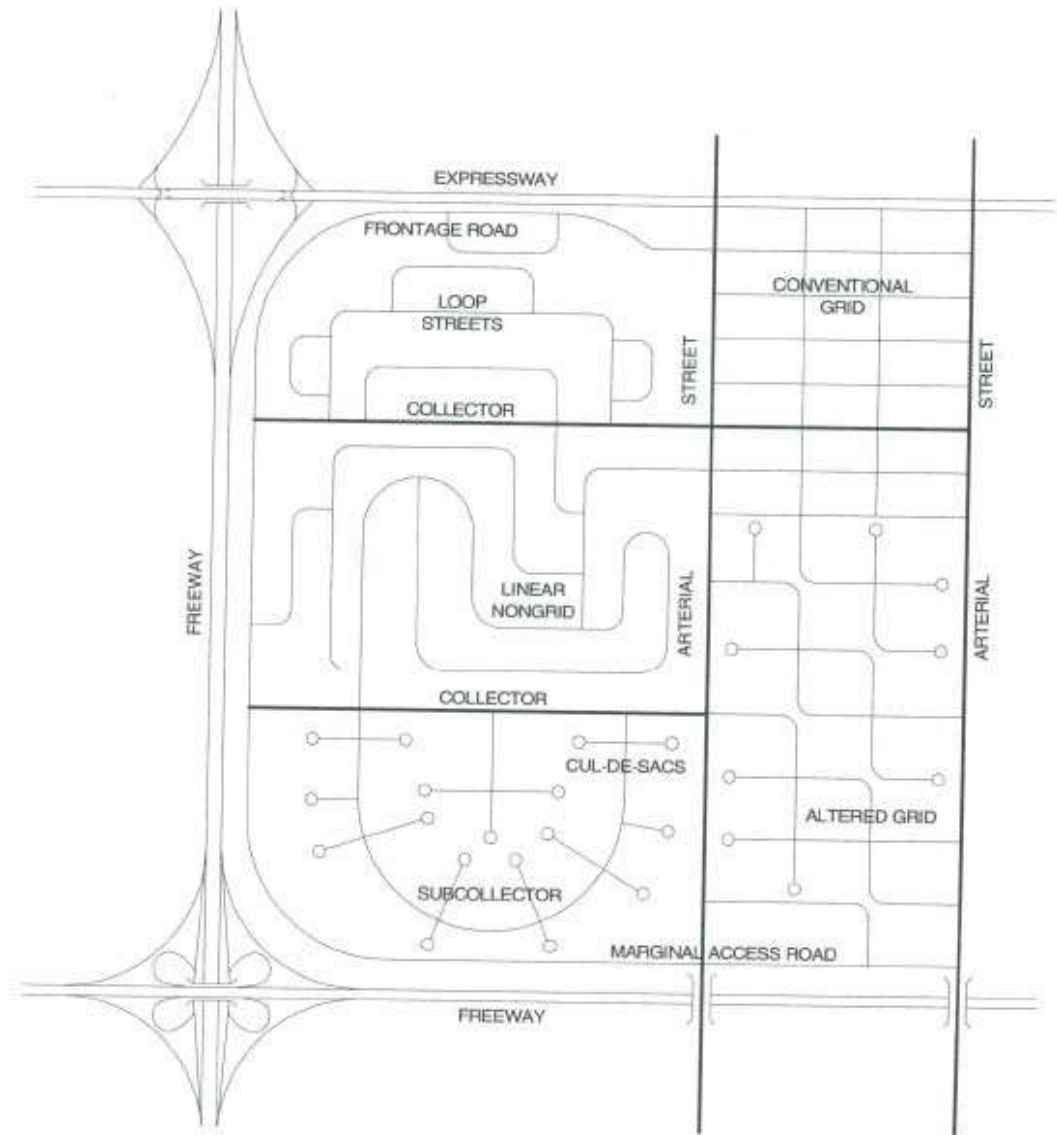 EXPRESSWAY
FRONTAGE ROAD
CONVENTIONAL
GRID
LOOP
STREETS
STREET
STREET
COLLECTOR
FREEWAY
LINEAR
NONGRID
ARTERIAL
ARTERIAL
COLLECTOR
CUL-DE-SACS
ALTERED GRID
SUBCOLLECTOR
MARGINAL ACCESS ROAD
FREEWAY